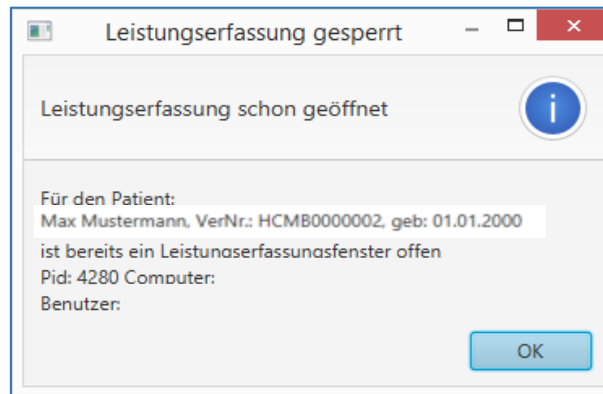 Leistungserfassung gesperrt
Leistungserfassung schon geöffnet
Für den Patient:
Max Mustermann, VerNr.: HCMB0000002, geb: 01.01.2000
ist bereits ein Leistungserfassungsfenster offen
Pid: 4280 Computer:
Benutzer:
OK